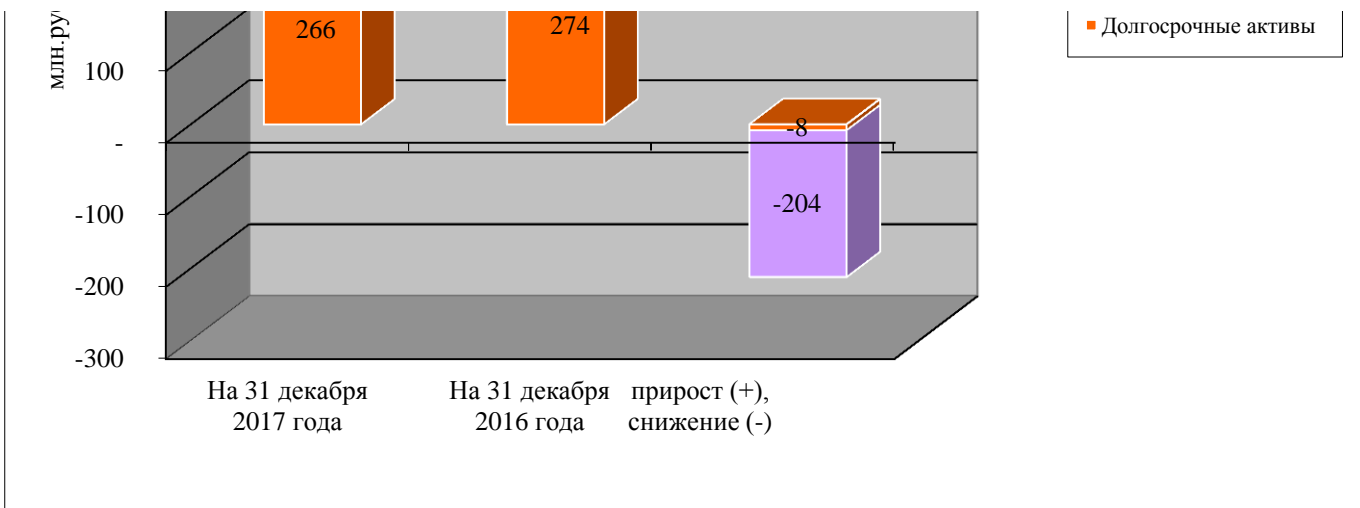 266
274
Долгосрочные активы
млн.ру
100
-8
-
-100
-204
-200
-300
На 31 декабря
2017 года
На 31 декабря
2016 года
прирост (+),
снижение (-)